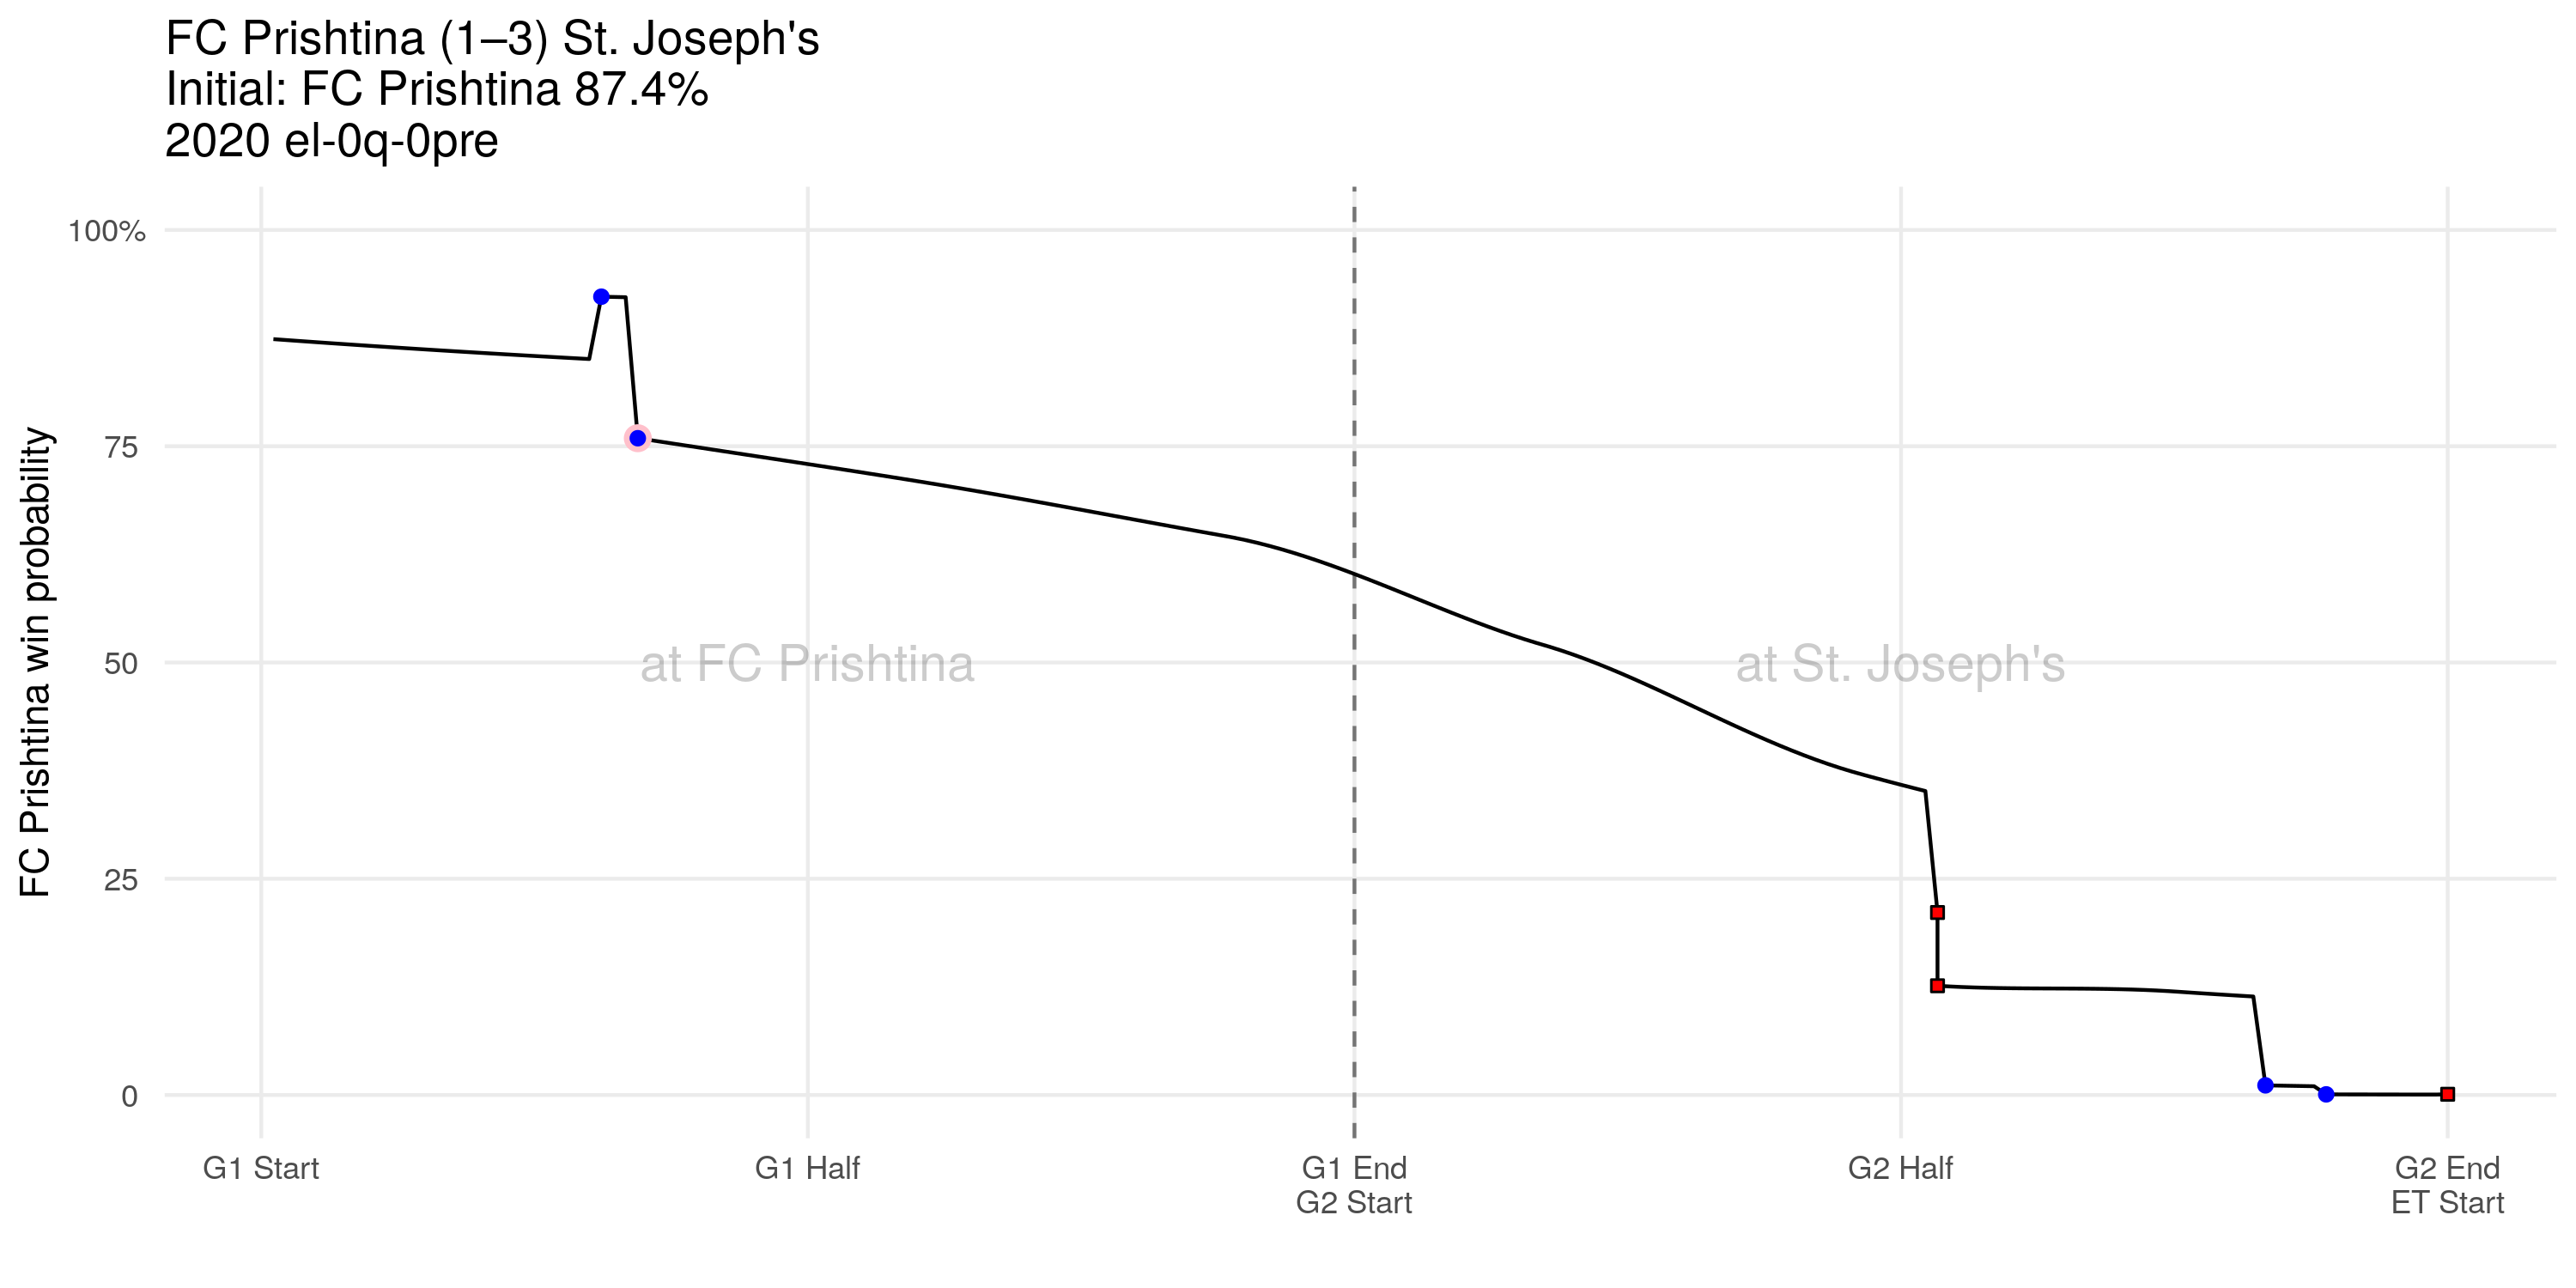 FC Prishtina (1–3) St. Joseph's
Initial: FC Prishtina 87.4%
2020 el-0q-0pre
FC Prishtina win probability
100%
75
50
25
0
at FC Prishtina
at St. Joseph's
G1 Start
G1 Half
G1 End
G2 Start
G2 Half
G2 End
ET Start